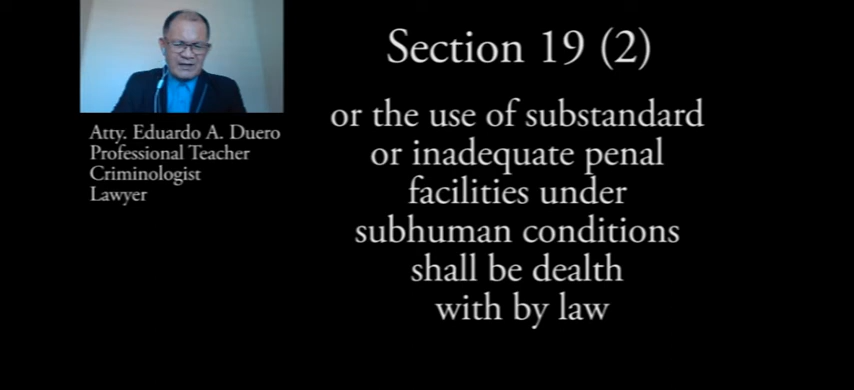 Section 19 (2)
or the use of substandard
or inadequate penal
facilities under
subhuman conditions
shall be dealth
with by law
Atty. Eduardo A. Duero
Professional Teacher
Criminologist
Lawyer